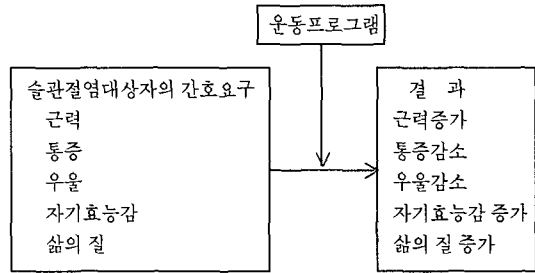 운동프로그램
슬관절염대상자의 간호요구
근력
통증
우울
자기효능감
삶의 질
결 과
근력증가
통증감소
우울감소
자기효능감 증가
삶의 질 증가